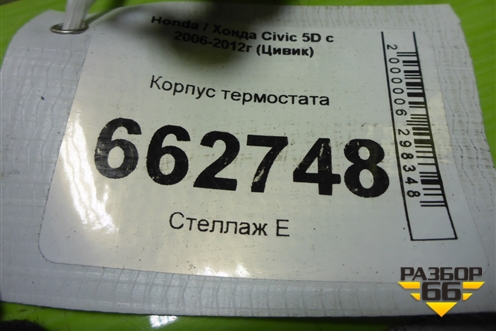 Honda / Хонда Civic 5D с
2006-2012г (Цивик)
Корпус термостата
662748
Стеллаж Е
2000006298348
РАЗБОР
66